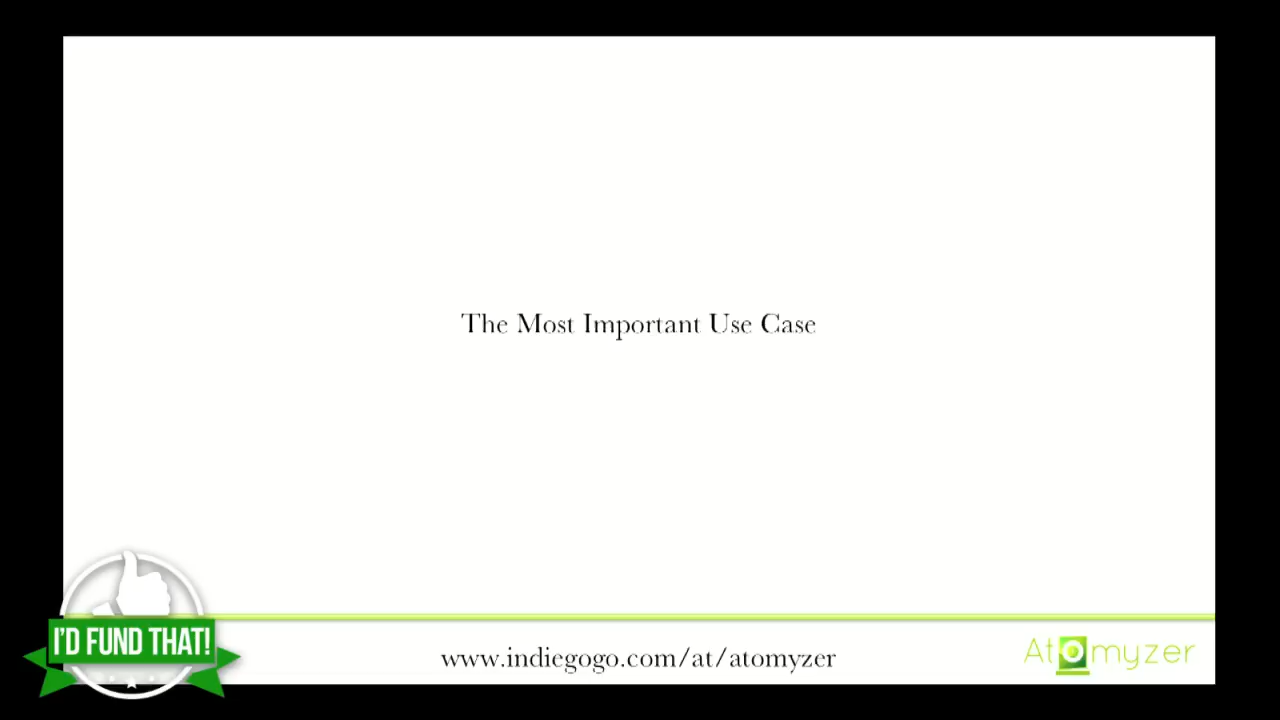 The Most Important Use Case
I'D FUND THAT!
www.indiegogo.com/at/atomyzer
Atomyzer